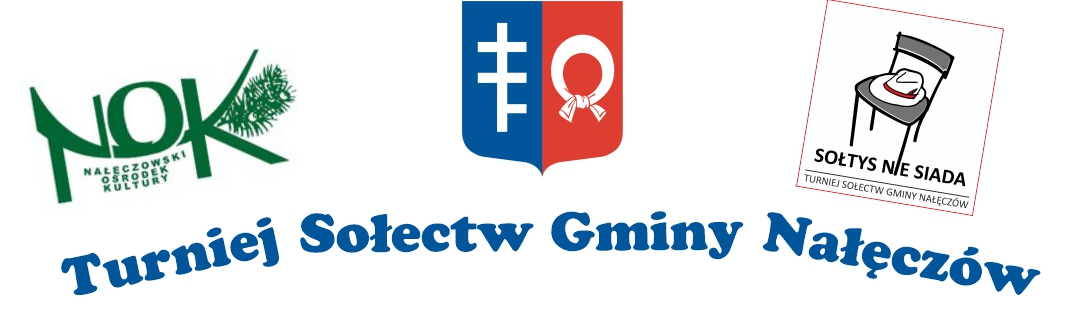 NOK
NAŁĘCZOWSKI
OŚRODEK
KULTURY
SOŁTYS NIE SIADA
TURNIEJ SOŁECTW GMINY NAŁĘCZÓW
Turniej Sołectw Gminy Nałęczów